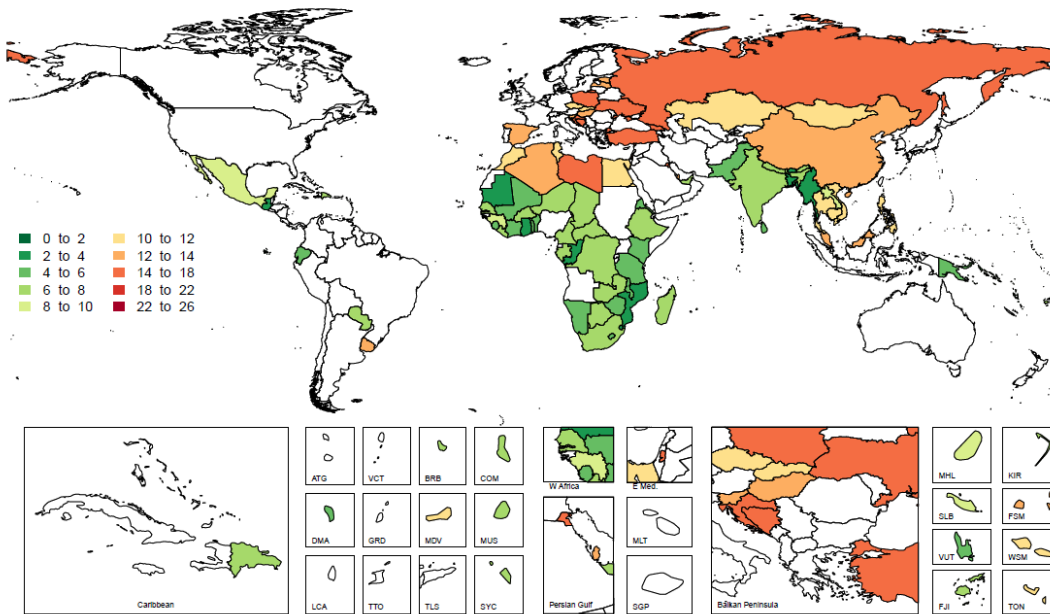 0 to 2
2 to 4
4 to 6
6 to 8
8 to 10
10 to 12
12 to 14
14 to 18
18 to 22
22 to 26
Caribbean
ATG
VCT
BRB
COM
DMA
GRD
MDV
MUS
LCA
TTO
TLS
SYC
W Africa
E Med.
Persian Gulf
MLT
SGP
Balkan Peninsula
MHL
KIR
SLB
FSM
VUT
WSM
FJI
TON